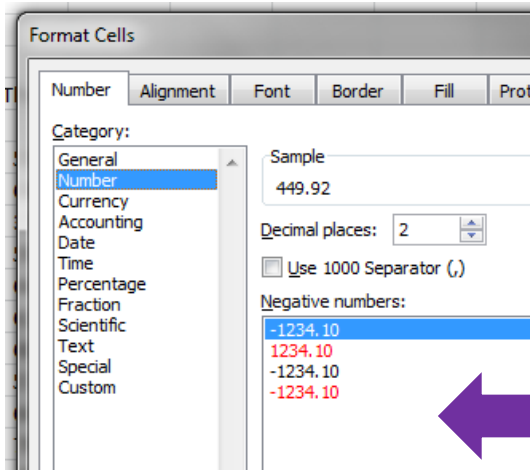 Format Cells
Number Alignment Font Border Fill
Category:
General
Number
Currency
Accounting
Date
Time
Percentage
Fraction
Scientific
Text
Special
Custom
Sample
449.92
Decimal places: 2
Use 1000 Separator (,)
Negative numbers:
-1234.10
1234.10
-1234.10
-1234.10